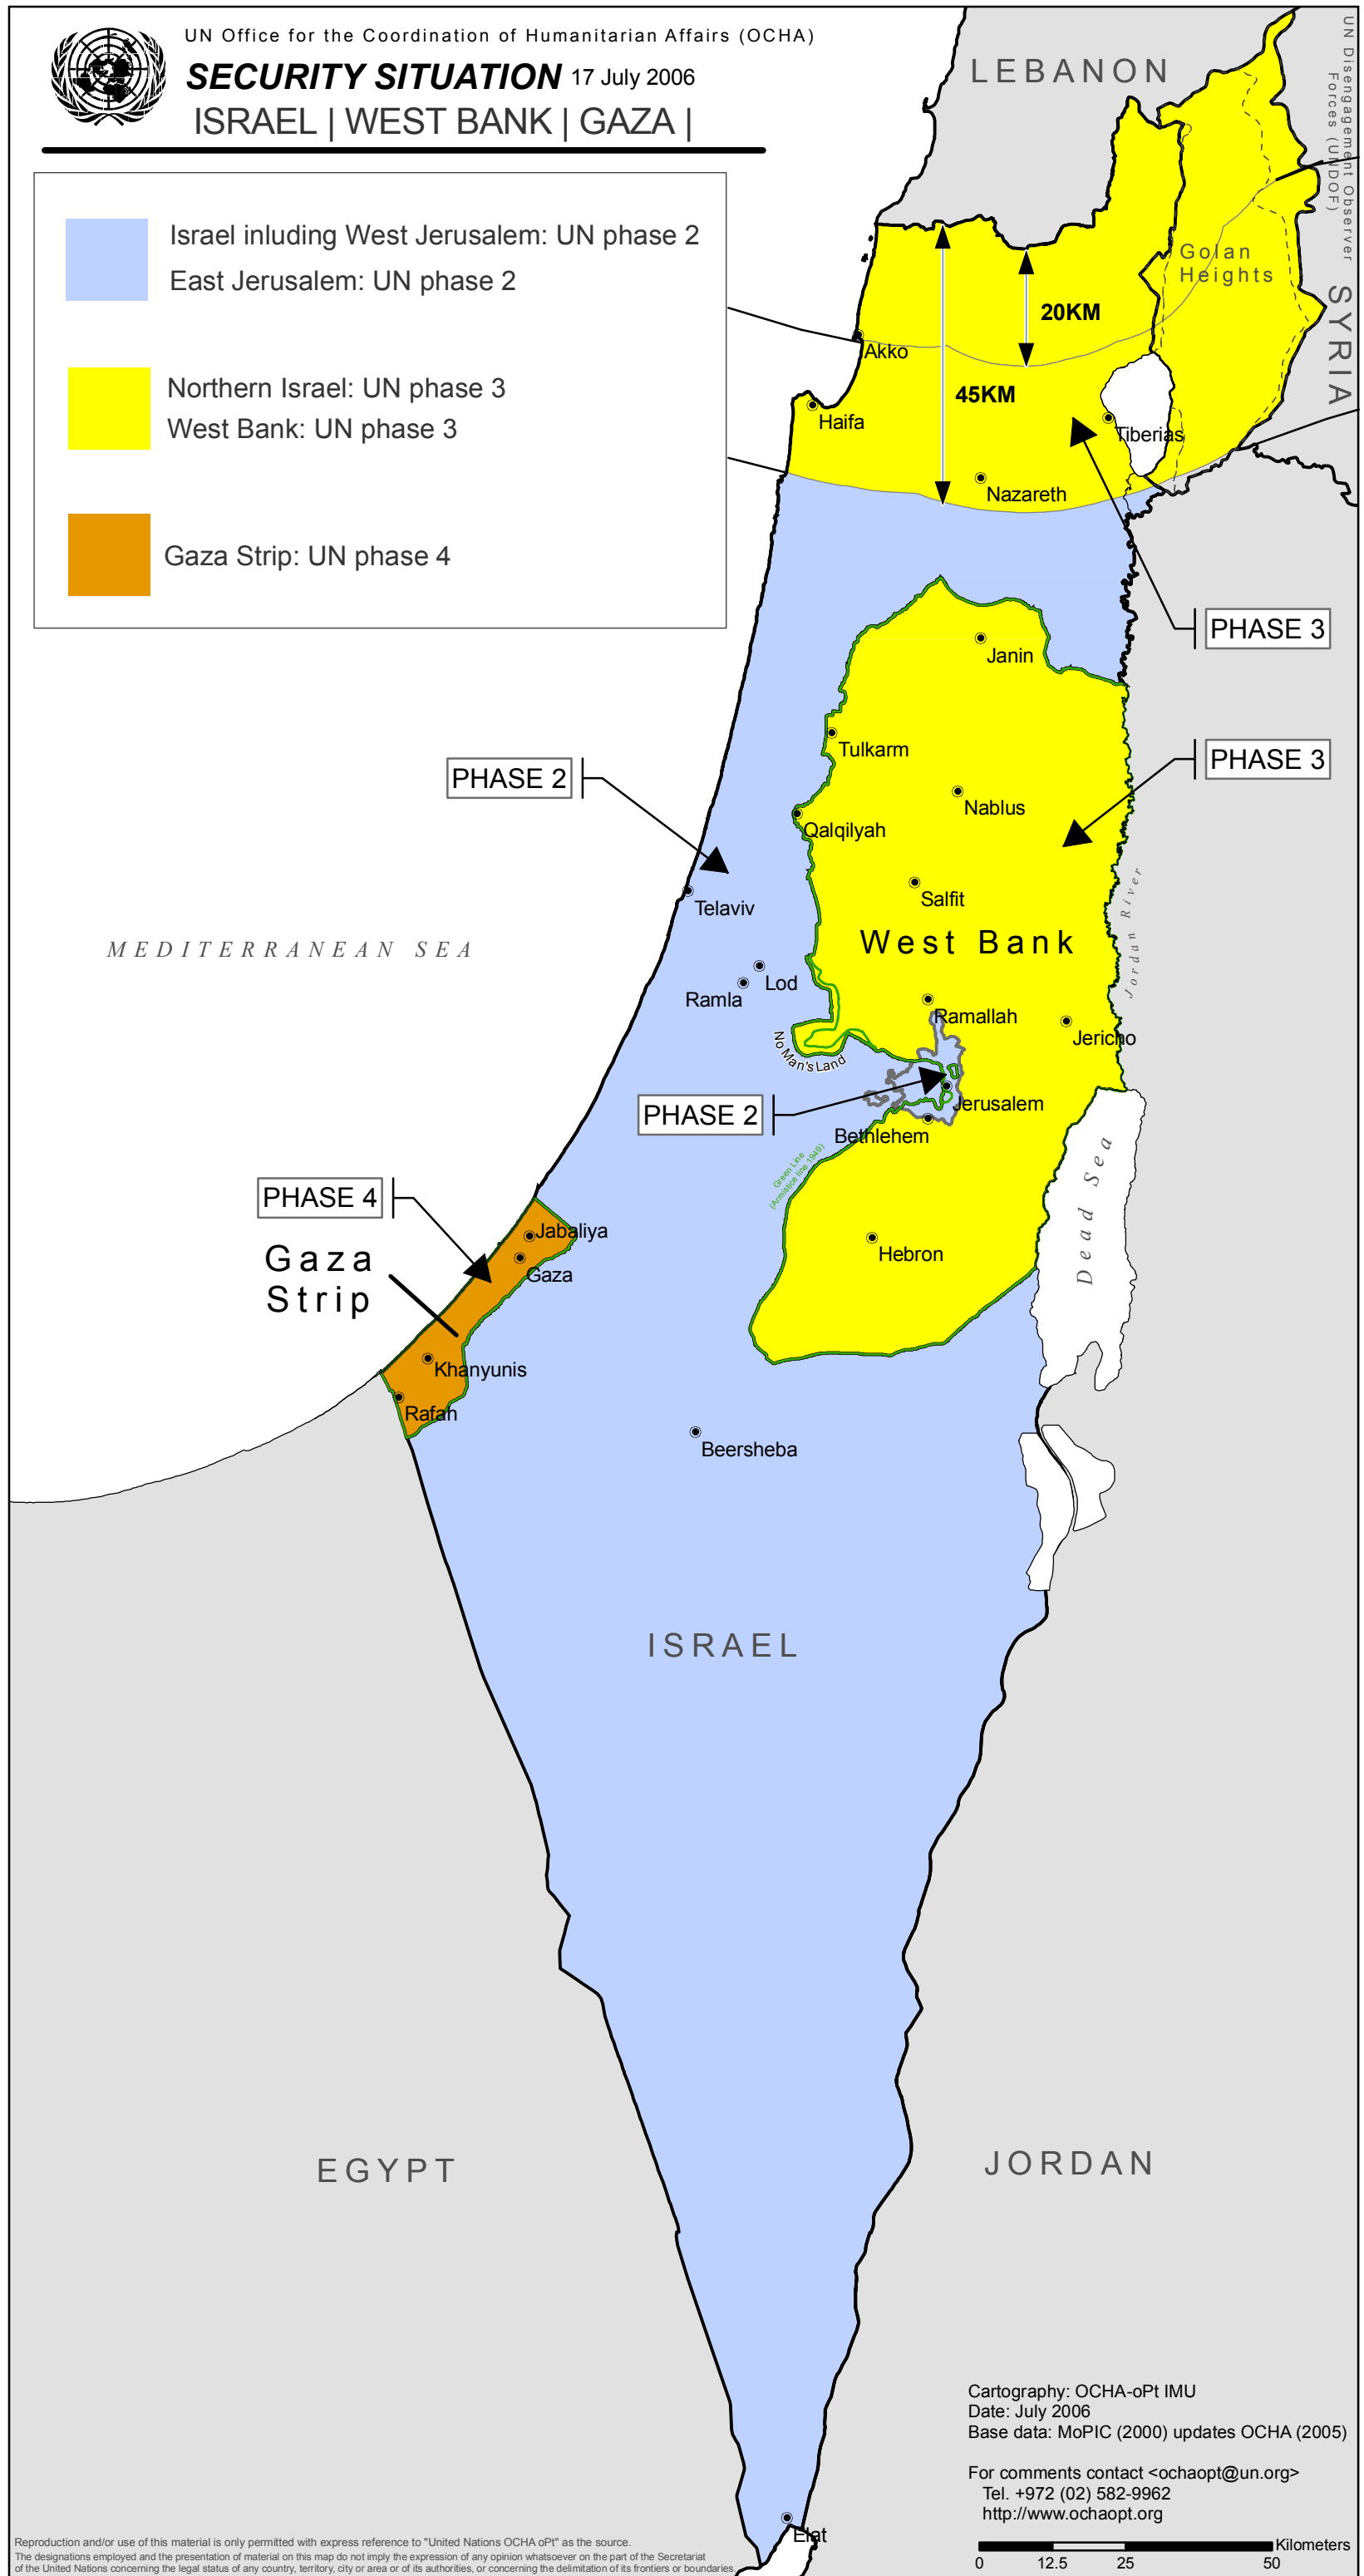 UN Office for the Coordination of Humanitarian Affairs (OCHA)
SECURITY SITUATION 17 July 2006
ISRAEL | WEST BANK | GAZA |
Israel inluding West Jerusalem: UN phase 2
East Jerusalem: UN phase 2
Northern Israel: UN phase 3
West Bank: UN phase 3
Gaza Strip: UN phase 4
LEBANON
UN Disengagement Observer
Forces (UNDOF)
SYRIA
Golan
Heights
20KM
45KM
Akko
Haifa
Tiberias
Nazareth
PHASE 3
Janin
Tulkarm
PHASE 3
PHASE 2
Nablus
Qalqilyah
Salfit
Telaviv
West Bank
Jordan River
MEDITERRANEAN SEA
Lod
Ramla
Ramallah
Jericho
No Man's Land
Jerusalem
PHASE 2
Bethlehem
Green Line
(Armistice line 1949)
Dead Sea
PHASE 4
Jabaliya
Gaza
Strip
Gaza
Hebron
Khanyunis
Rafah
Beersheba
ISRAEL
EGYPT
JORDAN
Elat
Cartography: OCHA-oPt IMU
Date: July 2006
Base data: MoPIC (2000) updates OCHA (2005)
For comments contact <ochaopt@un.org>
Tel. +972 (02) 582-9962
http://www.ochaopt.org
Kilometers
0 12.5 25 50
Reproduction and/or use of this material is only permitted with express reference to "United Nations OCHA oPt" as the source.
The designations employed and the presentation of material on this map do not imply the expression of any opinion whatsoever on the part of the Secretariat
of the United Nations concerning the legal status of any country, territory, city or area or of its authorities, or concerning the delimitation of its frontiers or boundaries.